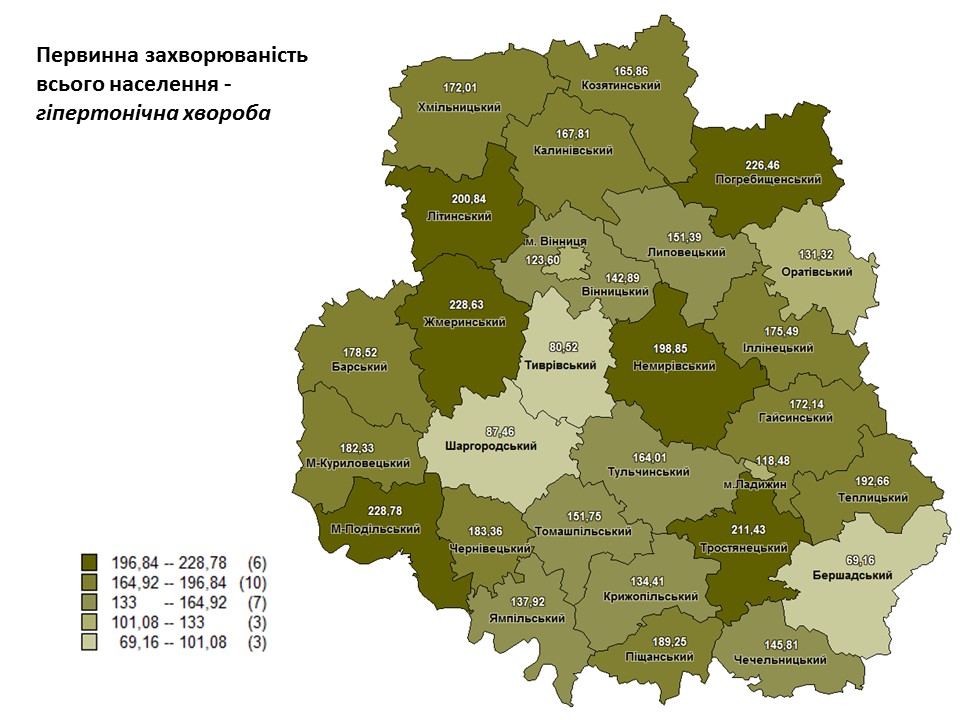 Первинна захворюваність
всього населення -
гіпертонічна хвороба
165,86
Козятинський
172,01
Хмільницький
167,81
Калинівський
226,46
Погребищенський
200,84
Літинський
151,39
Липовецький
м. Вінниця
123,60
131,32
Оратівський
142,89
Вінницький
228,63
Жмеринський
175,49
Іллінецький
178,52
Барський
80,52
Тиврівський
198,85
Немирівський
172,14
Гайсинський
87,46
Шаргородський
182,33
М-Куриловецький
164,01
Тульчинський
118,48
м.Ладижин
192,66
Теплицький
228,78
М-Подільський
183,36
Чернівецький
151,75
Томашпільський
211,43
Тростянецький
69,16
Бершадський
134,41
Крижопільський
137,92
Ямпільський
189,25
Піщанський
145,81
Чечельницький
196,84 -- 228,78 (6)
164,92 -- 196,84 (10)
133 -- 164,92 (7)
101,08 -- 133 (3)
69,16 -- 101,08 (3)